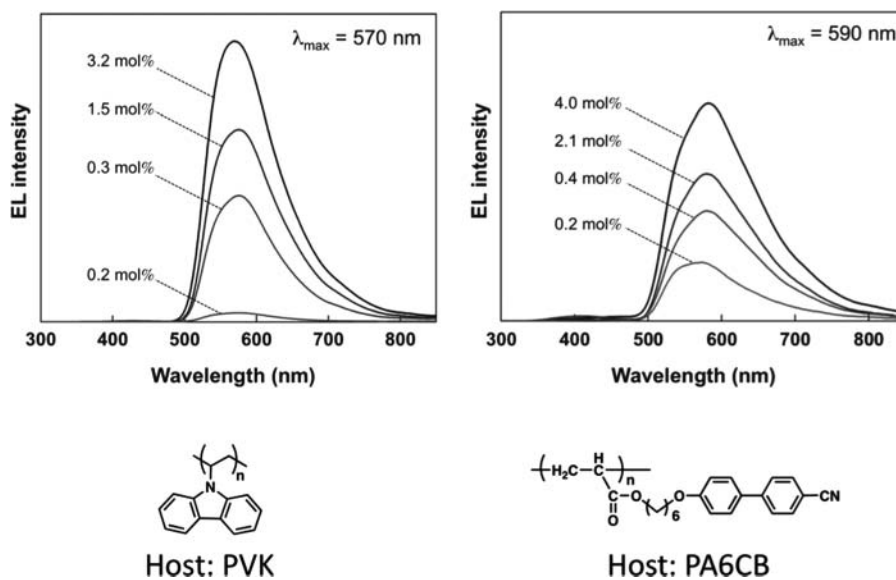 λmax = 570 nm
3.2 mol%
1.5 mol%
0.3 mol%
0.2 mol%
EL intensity
300 400 500 600 700 800
Wavelength (nm)
λmax = 590 nm
4.0 mol%
2.1 mol%
0.4 mol%
0.2 mol%
EL intensity
300 400 500 600 700 800
Wavelength (nm)
n
N
Host: PVK
H
H2C C
n
C O
O
6
O
CN
Host: PA6CB